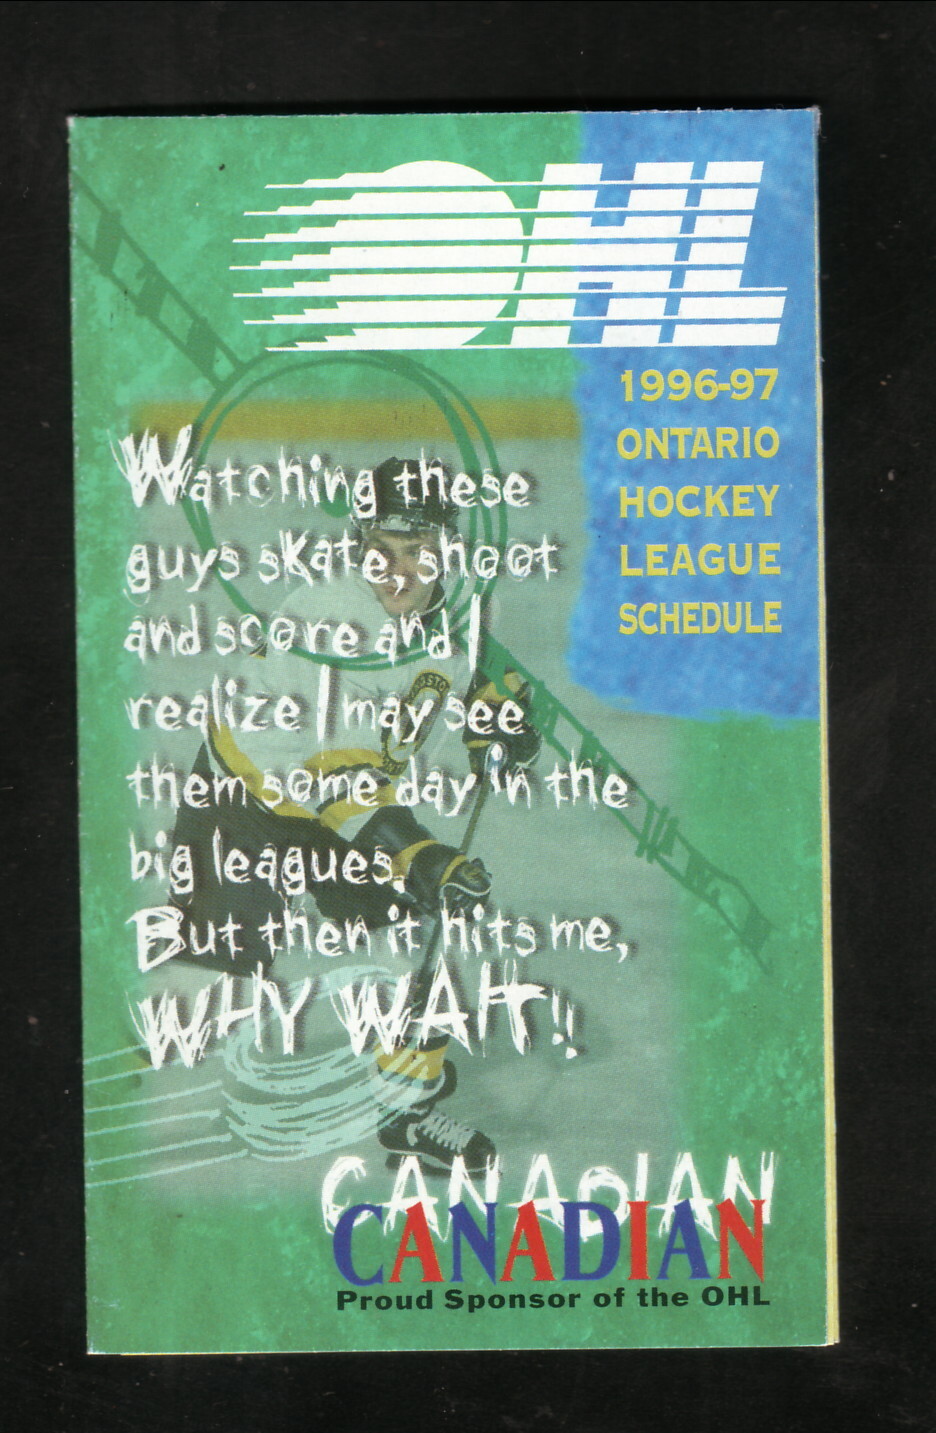 OHL
1996-97
ONTARIO
HOCKEY
LEAGUE
SCHEDULE
Watching these
guys skate, shoot
and score and I
realize I may see
them some day in the
big leagues.
But then it hits me,
WHY WAIT!!
CANADIAN
CANADIAN
Proud Sponsor of the OHL